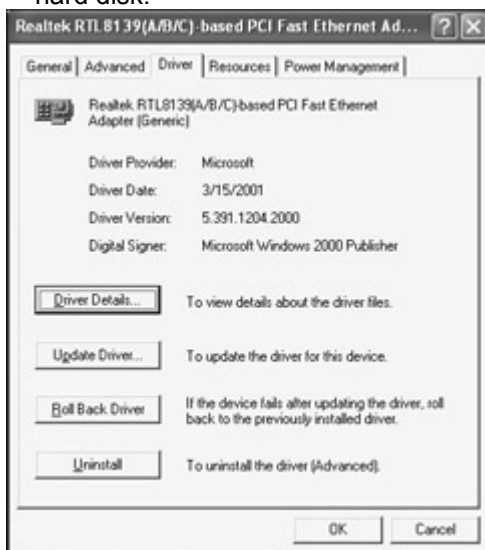 hard disk.
Realtek RTL8139(A/B/C)-based PCI Fast Ethernet Ad...
General Advanced Driver Resources Power Management
Realtek RTL8139(A/B/C)-based PCI Fast Ethernet
Adapter (Generic)
Driver Provider: Microsoft
Driver Date: 3/15/2001
Driver Version: 5.391.1204.2000
Digital Signer: Microsoft Windows 2000 Publisher
Driver Details... To view details about the driver files.
Update Driver... To update the driver for this device.
Roll Back Driver If the device fails after updating the driver, roll
back to the previously installed driver.
Uninstall To uninstall the driver (Advanced).
OK Cancel